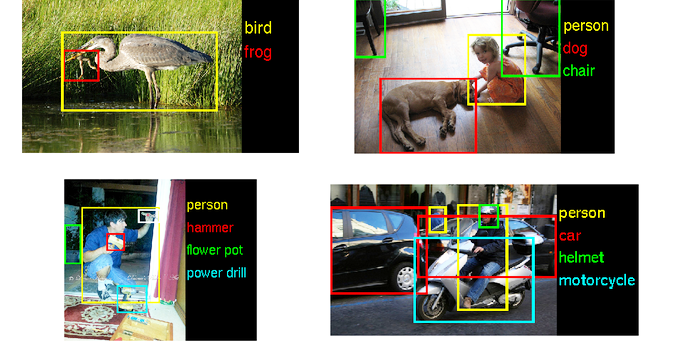 bird
frog
person
dog
chair
person
hammer
flower pot
power drill
person
car
helmet
motorcycle